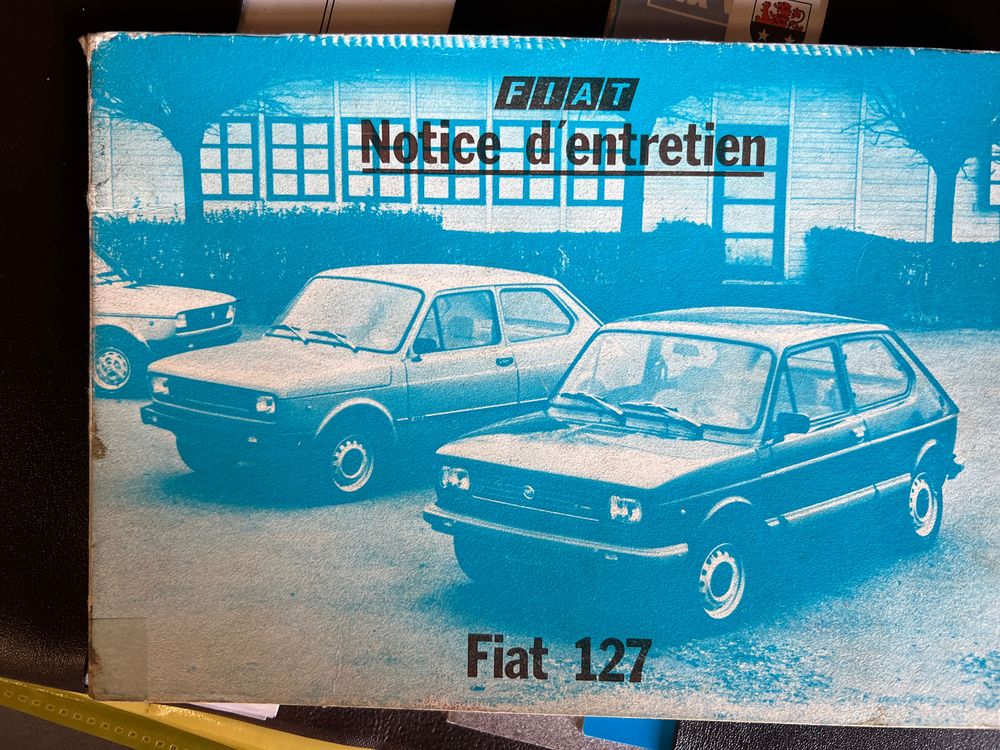 FIAT
Notice d'entretien
Fiat 127